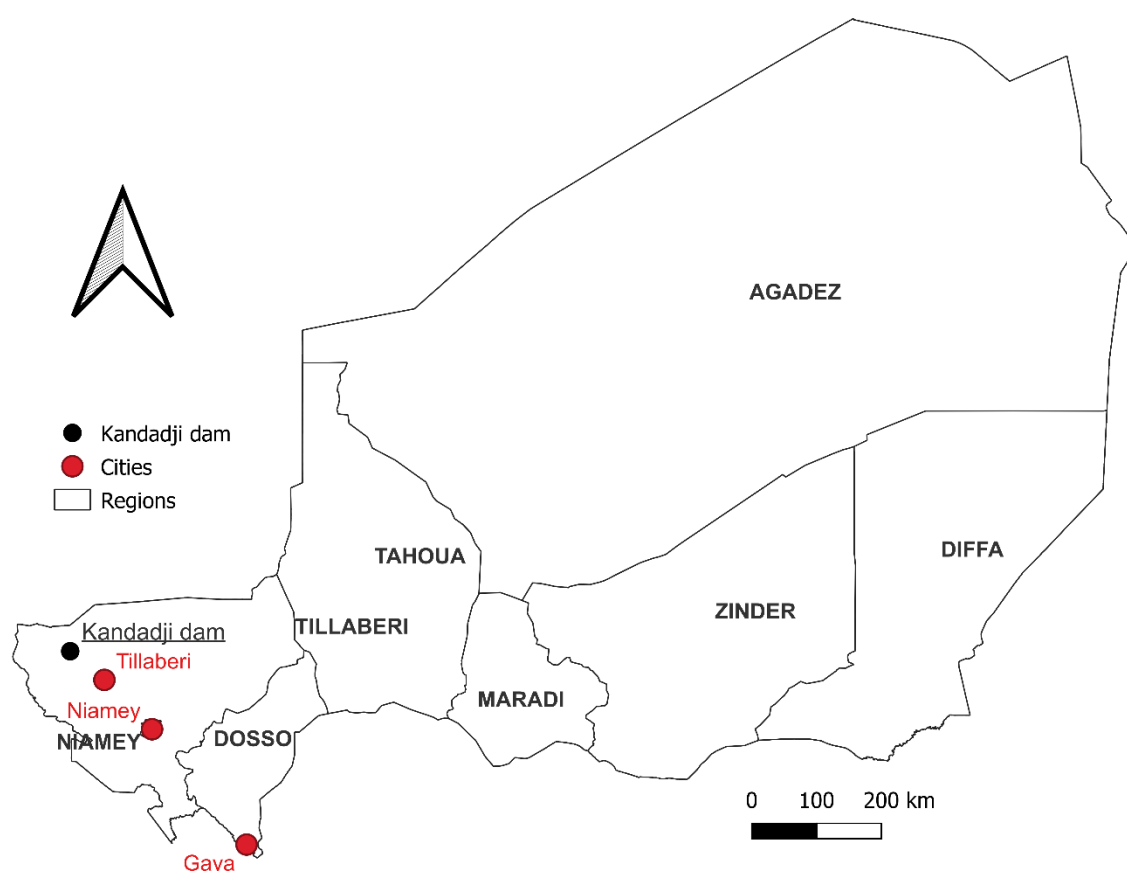 AGADEZ
Kandadji dam
Cities
Regions
TAHOUA
DIFFA
ZINDER
TILLABERI
Kandadji dam
Tillaberi
MARADI
Niamey
NIAMEY
DOSSO
0 100 200 km
Gava